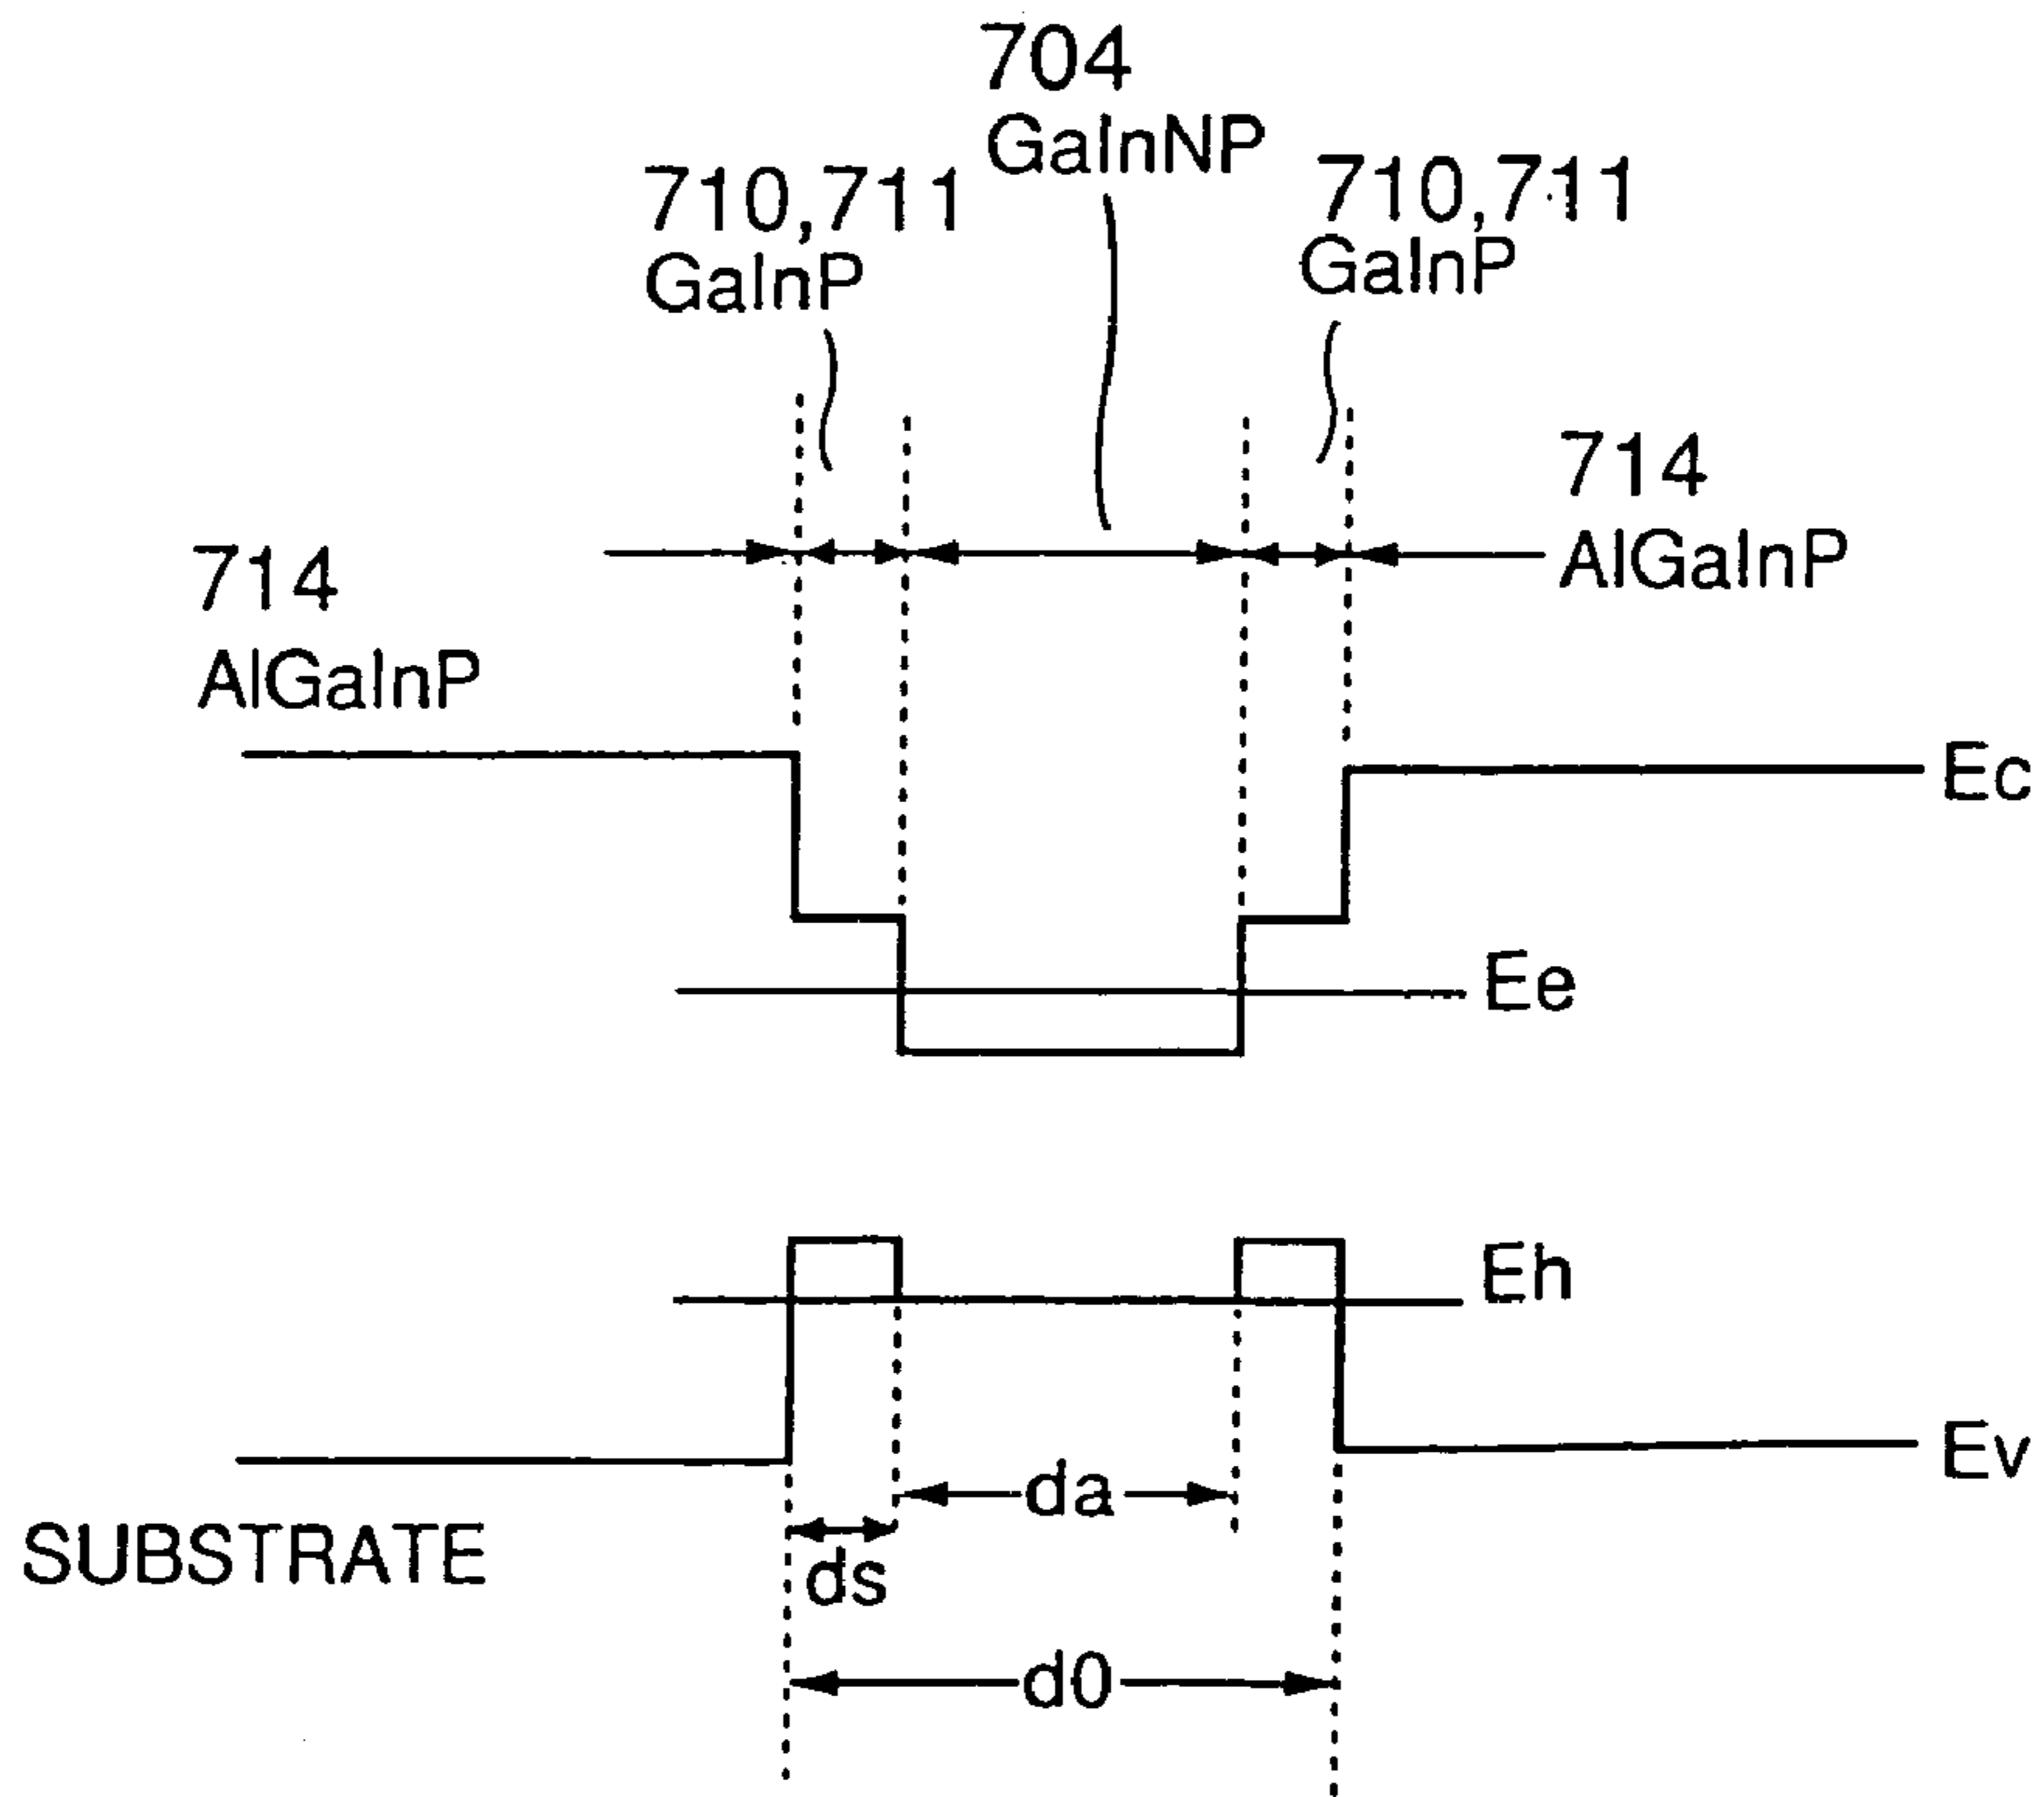 704
GaInNP
710,711
GaInP
710,711
GaInP
714
AlGaInP
714
AlGaInP
Ec
Ee
Eh
Ev
da
SUBSTRATE
ds
d0